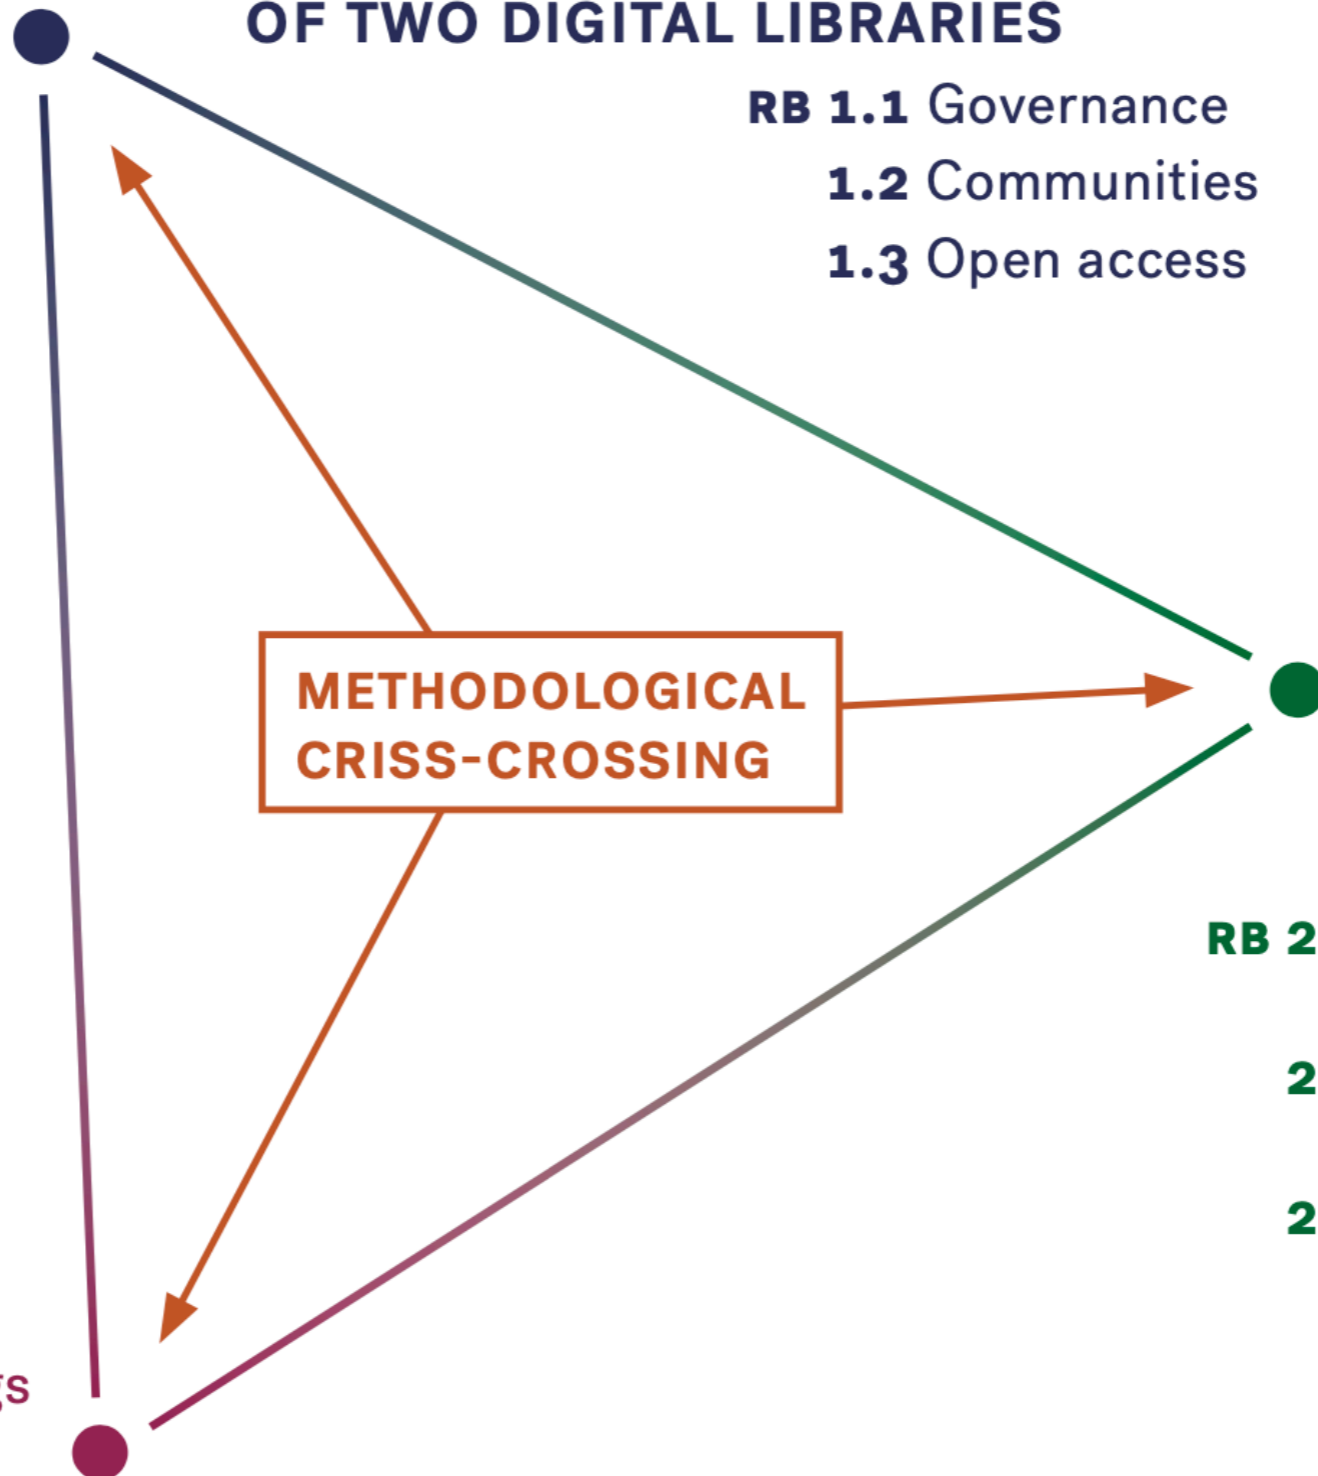 OF TWO DIGITAL LIBRARIES
RB 1.1 Governance
1.2 Communities
1.3 Open access
METHODOLOGICAL
CRISS-CROSSING
RB 2
2
2
gs